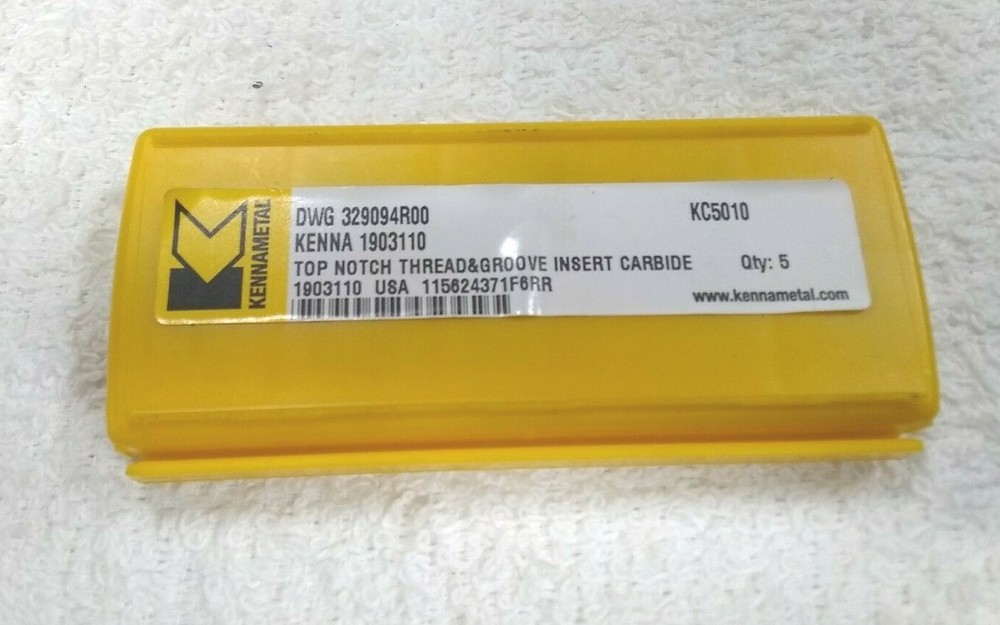 KENNAMETAL
DWG 329094R00
KC5010
KENNA 1903110
TOP NOTCH THREAD&GROOVE INSERT CARBIDE
Qty: 5
1903110 USA 115624371F6RR
www.kennametal.com